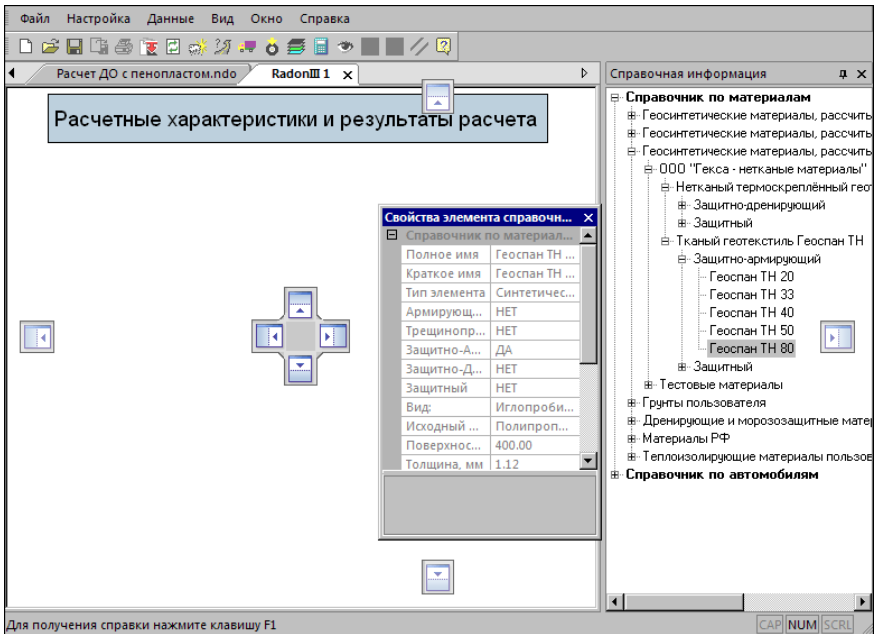 Файл Настройка Данные Вид Окно Справка
Расчет ДО с пенопластом.ndo RadonIII 1
Справочная информация
Расчетные характеристики и результаты расчета
Справочник по материалам
Геосинтетические материалы, рассчить
Геосинтетические материалы, рассчить
Геосинтетические материалы, рассчить
ООО "Гекса - нетканые материалы"
Нетканый термоскреплённый гео
Защитно-дренирующий
Защитный
Тканый геотекстиль Геоспан ТН
Защитно-армирующий
Геоспан ТН 20
Геоспан ТН 33
Геоспан ТН 40
Геоспан ТН 50
Геоспан ТН 80
Защитный
Тестовые материалы
Грунты пользователя
Дренирующие и морозозащитные мате
Материалы РФ
Теплоизолирующие материалы пользов
Справочник по автомобилям
Свойства элемента справочн...
Справочник по материал...
Полное имя Геоспан ТН ...
Краткое имя Геоспан ТН ...
Тип элемента Синтетичес...
Армирующ... НЕТ
Трещинопр... НЕТ
Защитно-А... ДА
Защитно-Д... НЕТ
Защитный НЕТ
Вид: Иглопроби...
Исходный ... Полипроп...
Поверхнос... 400.00
Толщина, мм 1.12
Для получения справки нажмите клавишу F1
CAP NUM SCRL